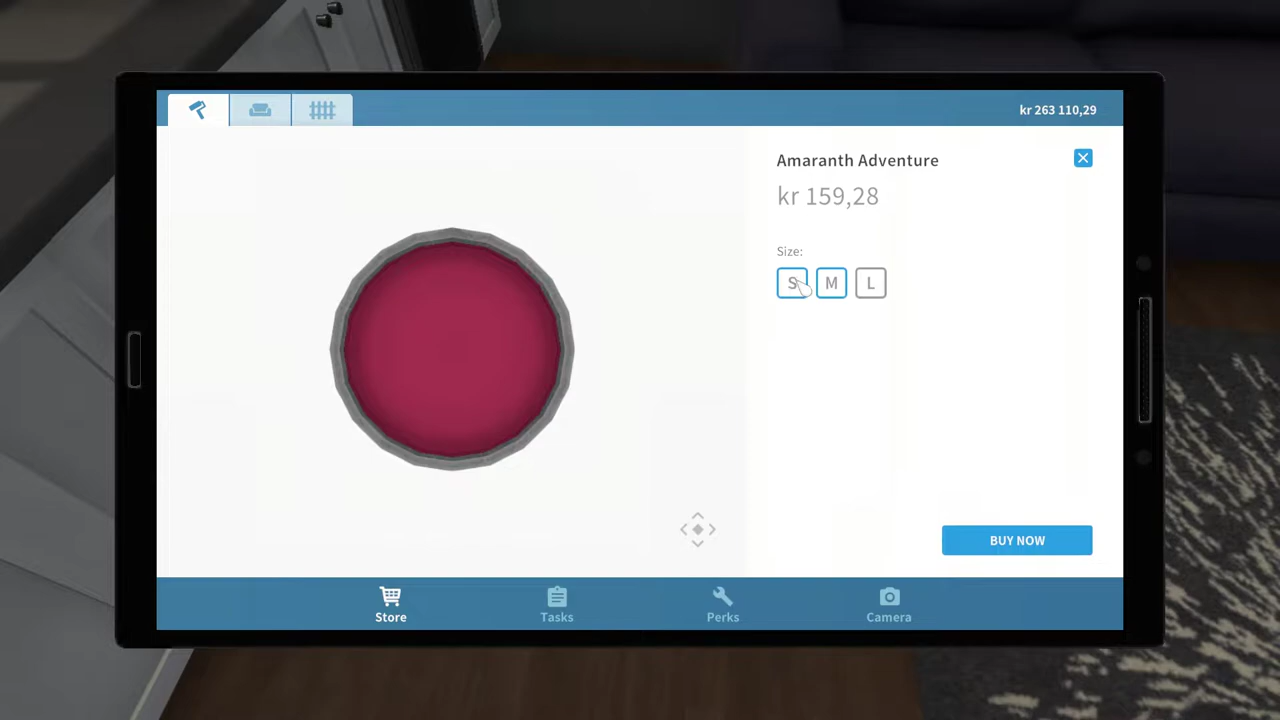 kr 263 110,29
Amaranth Adventure
kr 159,28
Size:
S M L
BUY NOW
Store Tasks Perks Camera